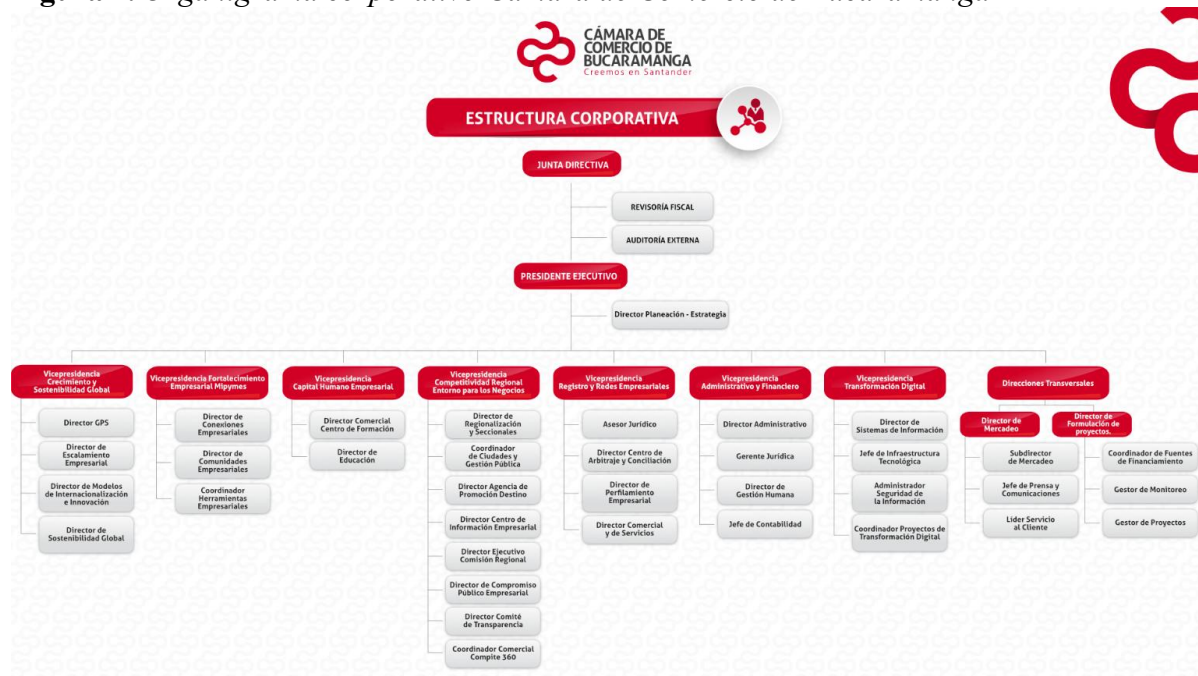 CÁMARA DE
COMERCIO DE
BUCARAMANGA
Creemos en Santander
ESTRUCTURA CORPORATIVA
JUNTA DIRECTIVA
REVISORÍA FISCAL
AUDITORÍA EXTERNA
PRESIDENTE EJECUTIVO
Director Planeación - Estrategia
Vicepresidencia
Crecimiento y
Sostenibilidad Global
Director GPS
Director de
Escalamiento
Empresarial
Director de Modelos
de Internacionalización
e Innovación
Director de
Sostenibilidad Global
Vicepresidencia Fortalecimiento
Empresarial Mipymes
Director de
Conexiones
Empresariales
Director de
Comunidades
Empresariales
Coordinador
Herramientas
Empresariales
Vicepresidencia
Capital Humano Empresarial
Director Comercial
Centro de Formación
Director de
Educación
Vicepresidencia
Competitividad Regional
Entorno para los Negocios
Director de
Regionalización
y Seccionales
Coordinador
de Ciudades y
Gestión Pública
Director Agencia de
Promoción Destino
Director Centro de
Información Empresarial
Director Ejecutivo
Comisión Regional
Director de Compromiso
Público Empresarial
Director Comité
de Transparencia
Coordinador Comercial
Compite 360
Vicepresidencia
Registro y Redes Empresariales
Asesor Jurídico
Director Centro de
Arbitraje y Conciliación
Director de
Perfilamiento
Empresarial
Director Comercial
y de Servicios
Vicepresidencia
Administrativo y Financiero
Director Administrativo
Gerente Jurídica
Director de
Gestión Humana
Jefe de Contabilidad
Vicepresidencia
Transformación Digital
Director de
Sistemas de Información
Jefe de Infraestructura
Tecnológica
Administrador
Seguridad de
la Información
Coordinador Proyectos de
Transformación Digital
Direcciones Transversales
Director de
Mercadeo
Subdirector
de Mercadeo
Jefe de Prensa y
Comunicaciones
Líder Servicio
al Cliente
Director de
Formulación de
proyectos.
Coordinador de Fuentes
de Financiamiento
Gestor de Monitoreo
Gestor de Proyectos